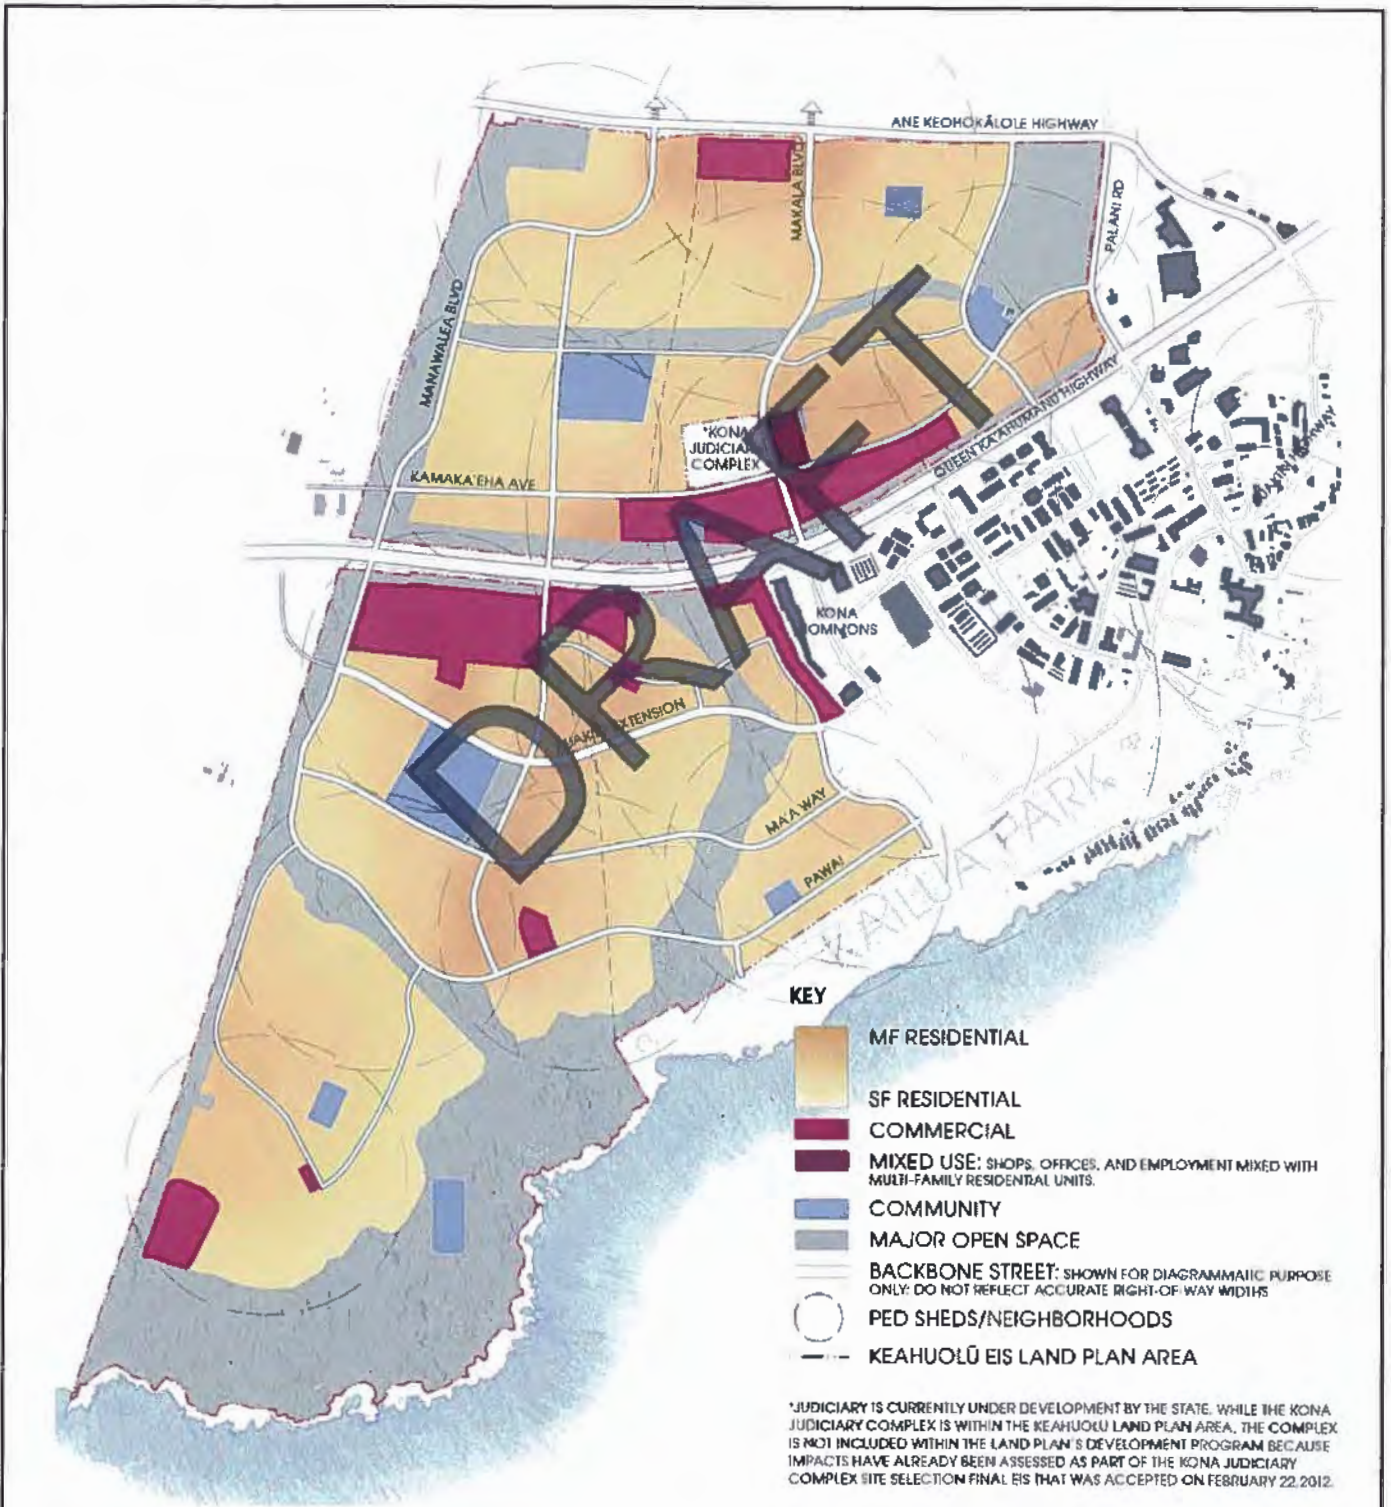 ANE KEOHOKĀLOLE HIGHWAY
MAKALA BLVD
PALANI RD
MANAWALEA BLVD
*KONA
JUDICIARY
COMPLEX
QUEEN KA'AHUMANU HIGHWAY
KAMAKA'EHA AVE
KONA
COMMONS
EXTENSION
MA'A WAY
PAWAI
KAILUA PARK
DRAFT
KEY
MF RESIDENTIAL
SF RESIDENTIAL
COMMERCIAL
MIXED USE: SHOPS, OFFICES, AND EMPLOYMENT MIXED WITH
MULTI-FAMILY RESIDENTIAL UNITS.
COMMUNITY
MAJOR OPEN SPACE
BACKBONE STREET: SHOWN FOR DIAGRAMMATIC PURPOSE
ONLY; DO NOT REFLECT ACCURATE RIGHT-OF-WAY WIDTHS
PED SHEDS/NEIGHBORHOODS
KEAHUOLŪ EIS LAND PLAN AREA
*JUDICIARY IS CURRENTLY UNDER DEVELOPMENT BY THE STATE. WHILE THE KONA
JUDICIARY COMPLEX IS WITHIN THE KEAHUOLŪ LAND PLAN AREA, THE COMPLEX
IS NOT INCLUDED WITHIN THE LAND PLAN'S DEVELOPMENT PROGRAM BECAUSE
IMPACTS HAVE ALREADY BEEN ASSESSED AS PART OF THE KONA JUDICIARY
COMPLEX SITE SELECTION FINAL EIS THAT WAS ACCEPTED ON FEBRUARY 22,2012.